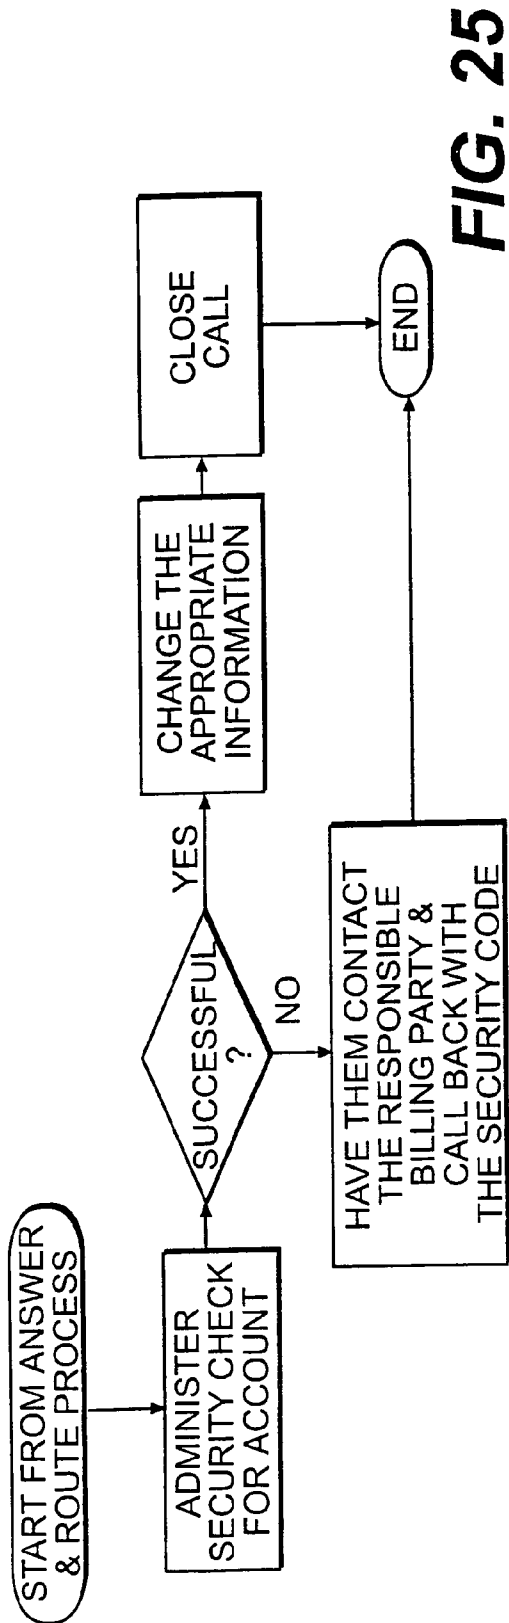 START FROM ANSWER
& ROUTE PROCESS
ADMINISTER
SECURITY CHECK
FOR ACCOUNT
SUCCESSFUL
?
YES
NO
CHANGE THE
APPROPRIATE
INFORMATION
CLOSE
CALL
HAVE THEM CONTACT
THE RESPONSIBLE
BILLING PARTY &
CALL BACK WITH
THE SECURITY CODE
END
FIG. 25